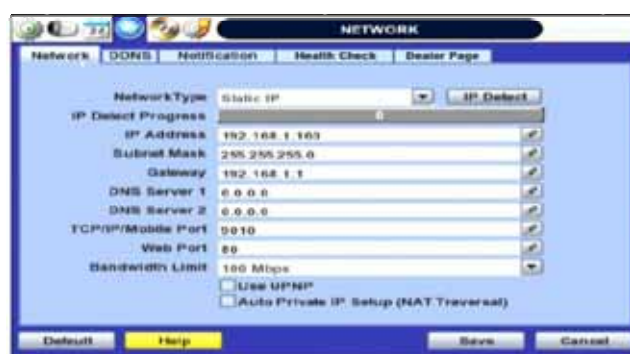 NETWORK
Network DDNS Notification Health Check Dealer Page
Network Type Static IP IP Detect
IP Detect Progress 0
IP Address 192.168.1.163
Subnet Mask 255.255.255.0
Gateway 192.168.1.1
DNS Server 1 0.0.0.0
DNS Server 2 0.0.0.0
TCP/IP/Mobile Port 9010
Web Port 80
Bandwidth Limit 100 Mbps
Use UPNP
Auto Private IP Setup (NAT Traversal)
Default Help Save Cancel